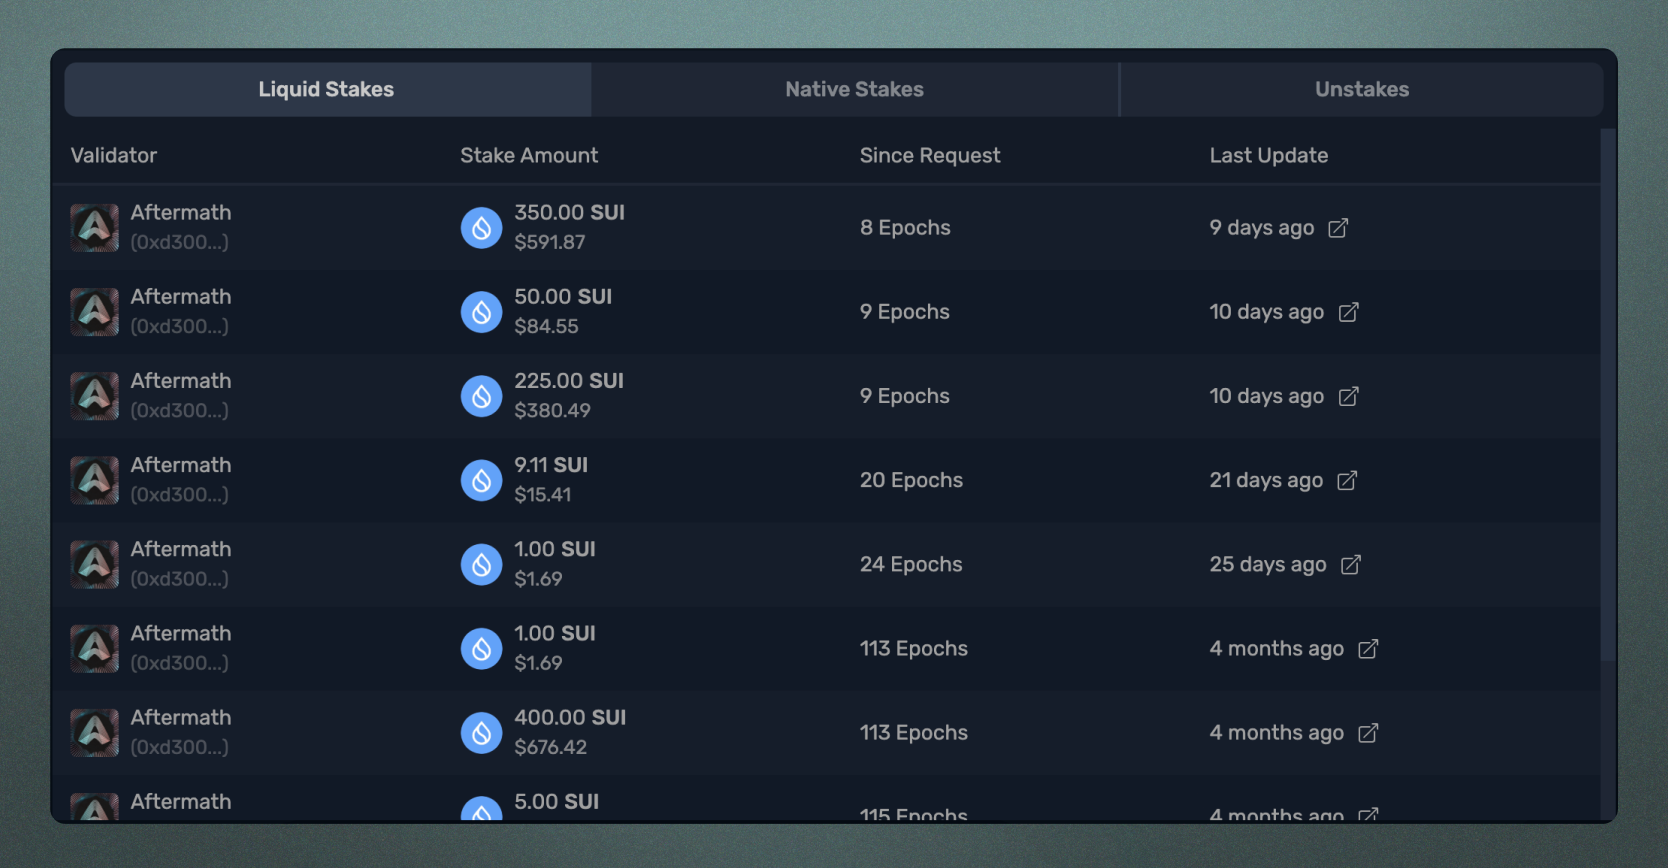 Liquid Stakes Native Stakes Unstakes
Validator Stake Amount Since Request Last Update
Aftermath 350.00 SUI
(0xd300...) $591.87 8 Epochs 9 days ago
Aftermath 50.00 SUI
(0xd300...) $84.55 9 Epochs 10 days ago
Aftermath 225.00 SUI
(0xd300...) $380.49 9 Epochs 10 days ago
Aftermath 9.11 SUI
(0xd300...) $15.41 20 Epochs 21 days ago
Aftermath 1.00 SUI
(0xd300...) $1.69 24 Epochs 25 days ago
Aftermath 1.00 SUI
(0xd300...) $1.69 113 Epochs 4 months ago
Aftermath 400.00 SUI
(0xd300...) $676.42 113 Epochs 4 months ago
Aftermath 5.00 SUI
115 Epochs 4 months ago